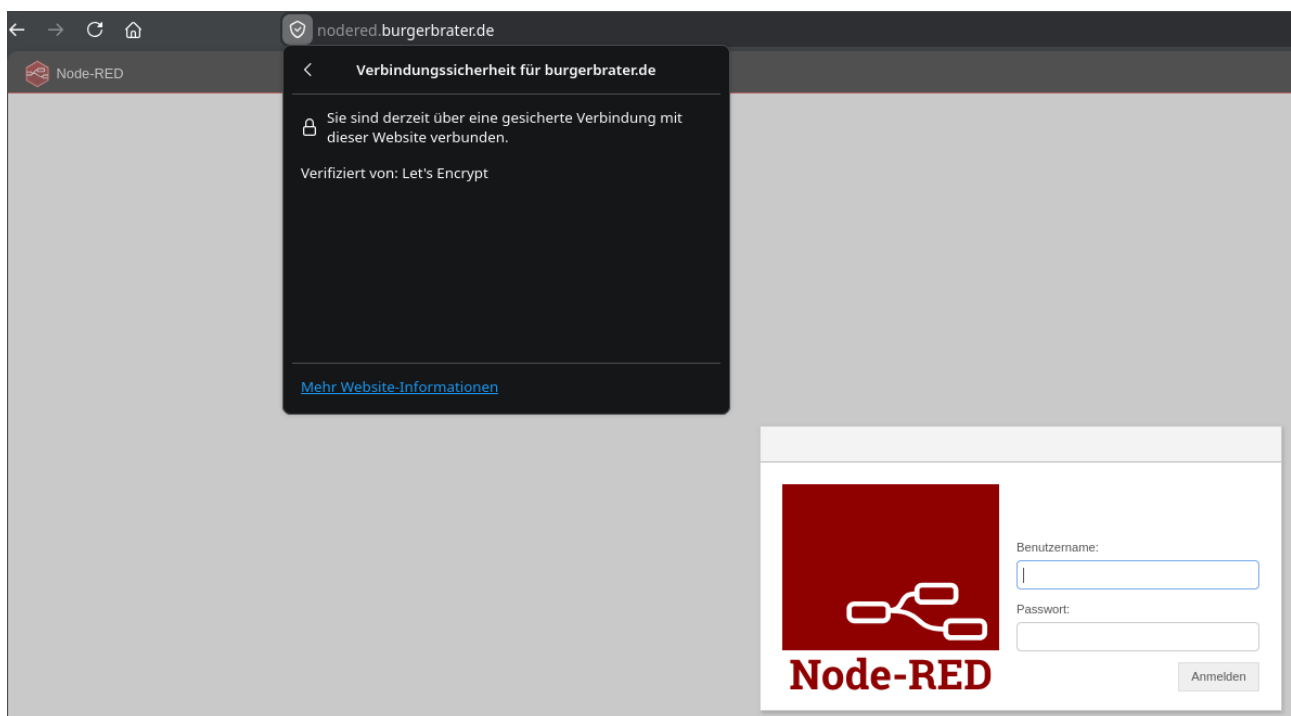 nodered.burgerbrater.de
Node-RED
Verbindungssicherheit für burgerbrater.de
Sie sind derzeit über eine gesicherte Verbindung mit
dieser Website verbunden.
Verifiziert von: Let's Encrypt
Mehr Website-Informationen
Benutzername:
Passwort:
Anmelden
Node-RED